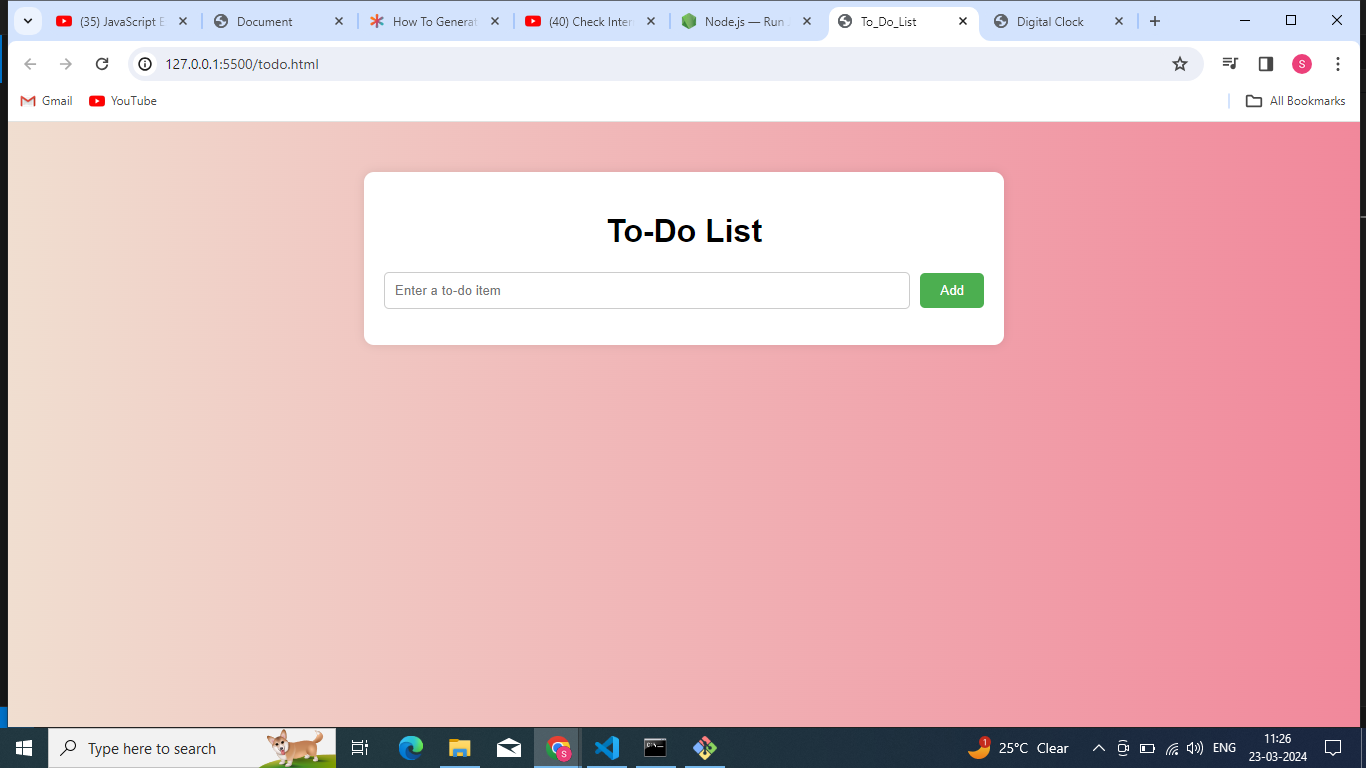 (35) JavaScript E
Document
How To Generat
(40) Check Inter
Node.js — Run
To_Do_List
Digital Clock
127.0.0.1:5500/todo.html
S
Gmail
YouTube
All Bookmarks
To-Do List
Enter a to-do item
Add
Type here to search
S
1
25°C Clear
ENG
11:26
23-03-2024